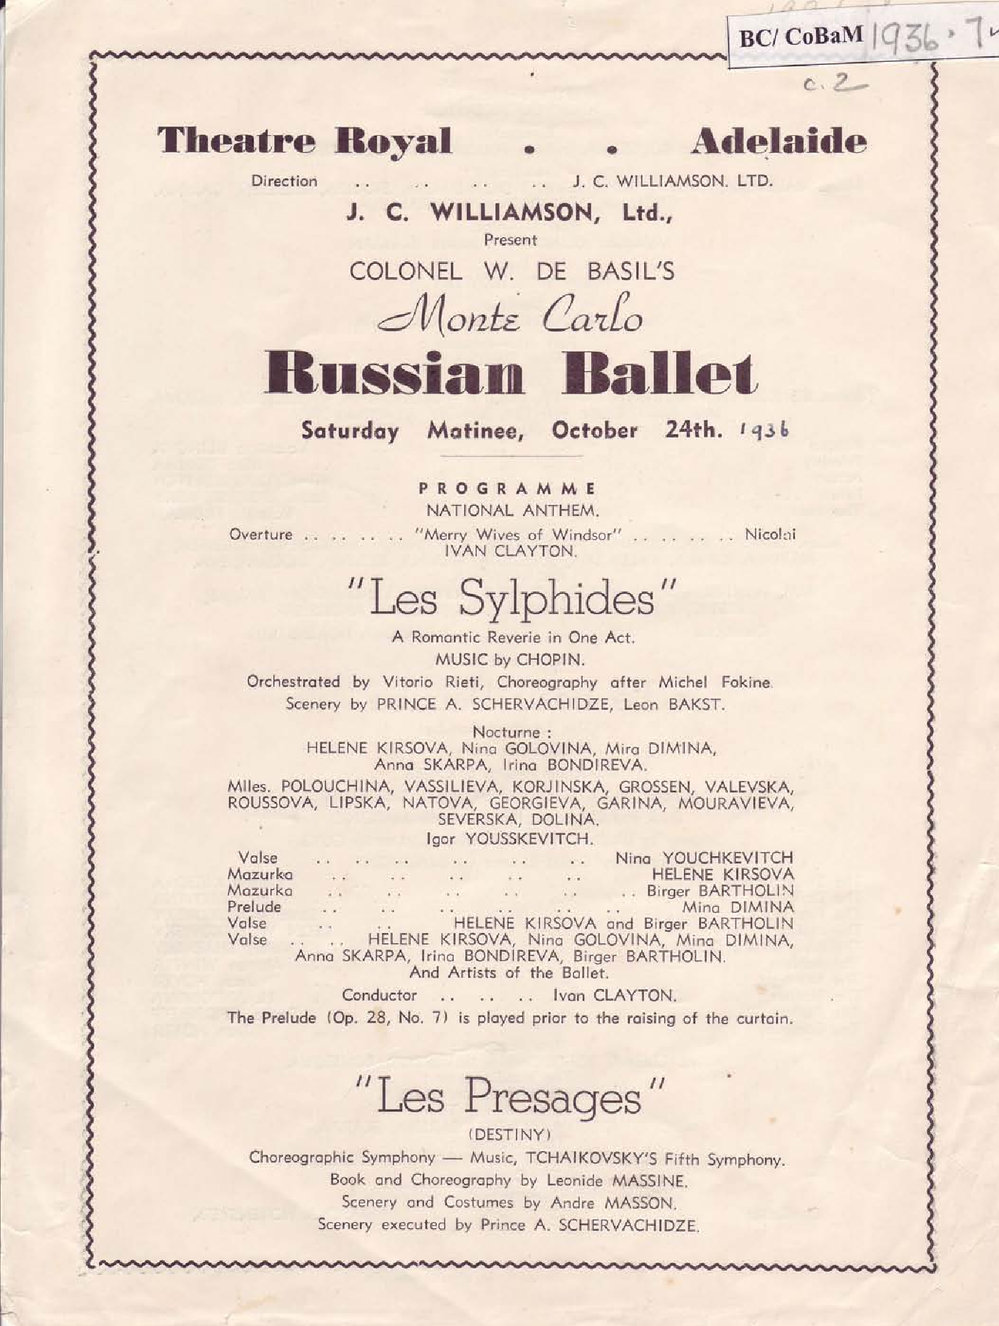 BC/ CoBaM 1936.
c. 2
Theatre Royal . . Adelaide
Direction .. .. .. .. J. C. WILLIAMSON. LTD.
J. C. WILLIAMSON, Ltd.,
Present
COLONEL W. DE BASIL'S
Monte Carlo
Russian Ballet
Saturday Matinee, October 24th. 1936
PROGRAMME
NATIONAL ANTHEM.
Overture .. .. .. .. "Merry Wives of Windsor" .. .. .. .. Nicolai
IVAN CLAYTON.
"Les Sylphides"
A Romantic Reverie in One Act.
MUSIC by CHOPIN.
Orchestrated by Vitorio Rieti, Choreography after Michel Fokine.
Scenery by PRINCE A. SCHERVACHIDZE, Leon BAKST.
Nocturne :
HELENE KIRSOVA, Nina GOLOVINA, Mira DIMINA,
Anna SKARPA, Irina BONDIREVA.
Mlles. POLOUCHINA, VASSILIEVA, KORJINSKA, GROSSEN, VALEVSKA,
ROUSSOVA, LIPSKA, NATOVA, GEORGIEVA, GARINA, MOURAVIEVA,
SEVERSKA, DOLINA.
Igor YOUSSKEVITCH.
Valse .. .. .. .. .. .. Nina YOUCHKEVITCH
Mazurka .. .. .. .. .. HELENE KIRSOVA
Mazurka .. .. .. .. .. .. Birger BARTHOLIN
Prelude .. .. .. .. .. .. Mina DIMINA
Valse .. .. HELENE KIRSOVA and Birger BARTHOLIN
Valse .. .. HELENE KIRSOVA, Nina GOLOVINA, Mina DIMINA,
Anna SKARPA, Irina BONDIREVA, Birger BARTHOLIN.
And Artists of the Ballet.
Conductor .. .. .. Ivan CLAYTON.
The Prelude (Op. 28, No. 7) is played prior to the raising of the curtain.
"Les Presages"
(DESTINY)
Choreographic Symphony — Music, TCHAIKOVSKY'S Fifth Symphony.
Book and Choreography by Leonide MASSINE.
Scenery and Costumes by Andre MASSON.
Scenery executed by Prince A. SCHERVACHIDZE.